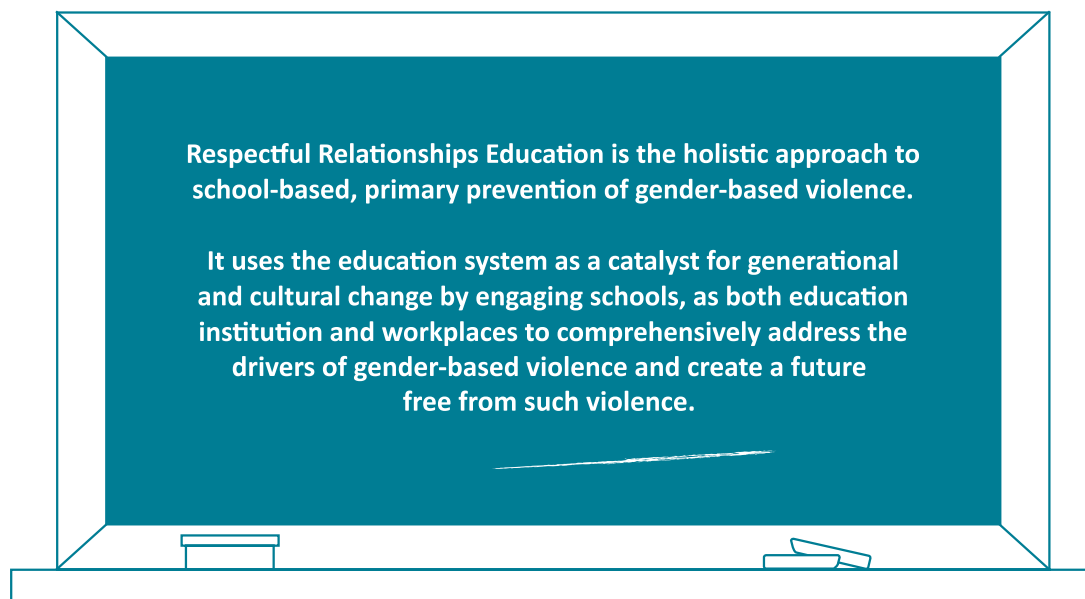 Respectful Relationships Education is the holistic approach to
school-based, primary prevention of gender-based violence.
It uses the education system as a catalyst for generational
and cultural change by engaging schools, as both education
institution and workplaces to comprehensively address the
drivers of gender-based violence and create a future
free from such violence.